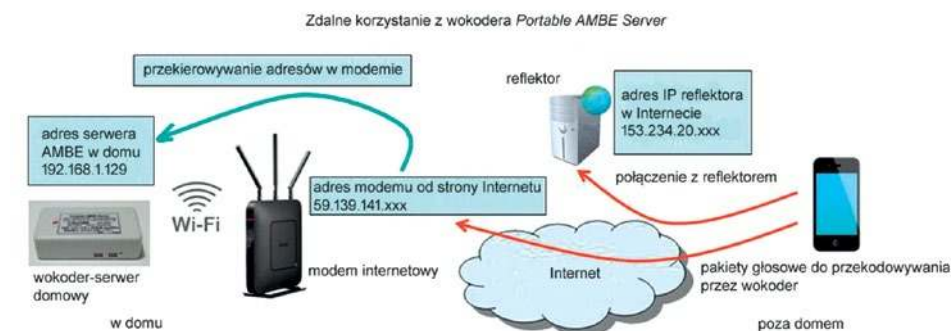 Zdalne korzystanie z wokodera Portable AMBE Server
przekierowywanie adresów w modemie
reflektor
adres IP reflektora
w Internecie
153.234.20.xxx
adres serwera
AMBE w domu
192.168.1.129
Wi-Fi
adres modemu od strony Internetu
59.139.141.xxx
połączenie z reflektorem
wokoder-serwer
domowy
modem internetowy
Internet
pakiety głosowe do przekodowywania
przez wokoder
w domu
poza domem